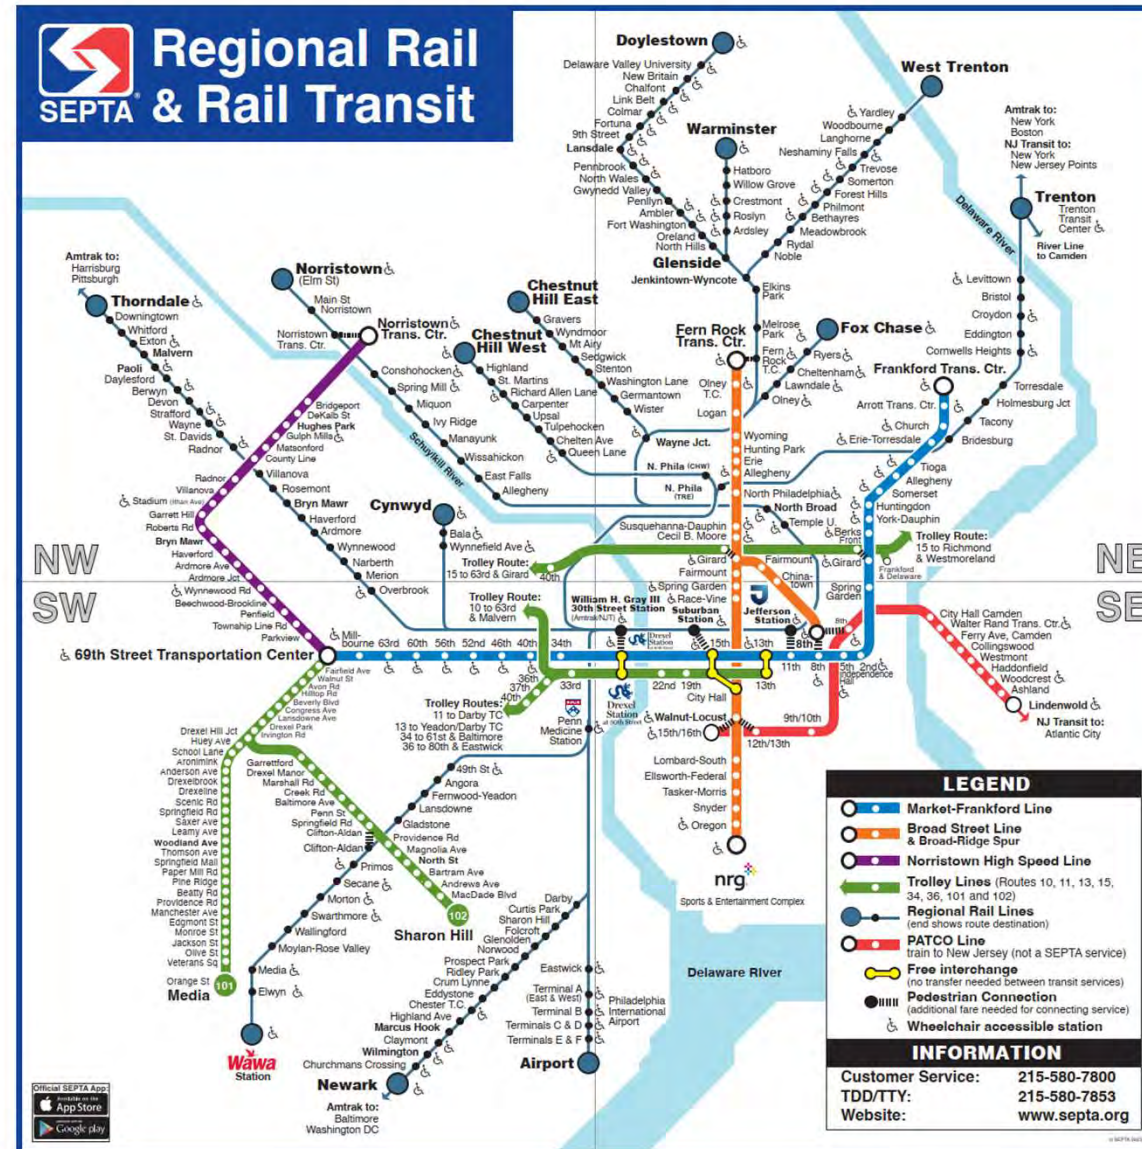 SEPTA
Regional Rail
& Rail Transit
Doylestown
Delaware Valley University
New Britain
Chalfont
Link Belt
Colmar
Fortuna
9th Street
Lansdale
Pennbrook
North Wales
Gwynedd Valley
Penllyn
Ambler
Fort Washington
Oreland
North Hills
Glenside
Jenkintown-Wyncote
Warminster
Hatboro
Willow Grove
Crestmont
Roslyn
Ardsley
West Trenton
Yardley
Woodbourne
Langhorne
Neshaminy Falls
Trevose
Somerton
Forest Hills
Philmont
Bethayres
Meadowbrook
Rydal
Noble
Elkins
Park
Melrose
Park
Fern
Rock
T.C.
Amtrak to:
New York
Boston
NJ Transit to:
New York
New Jersey Points
Trenton
Trenton
Transit
Center
River Line
to Camden
Delaware River
Levittown
Bristol
Croydon
Eddington
Cornwells Heights
Torresdale
Holmesburg Jct
Tacony
Bridesburg
Amtrak to:
Harrisburg
Pittsburgh
Thorndale
Downingtown
Whitford
Exton
Malvern
Paoli
Daylesford
Berwyn
Devon
Strafford
Wayne
St. Davids
Radnor
Villanova
Rosemont
Bryn Mawr
Haverford
Ardmore
Wynnewood
Narberth
Merion
Overbrook
Norristown
(Elm St)
Main St
Norristown
Norristown
Trans. Ctr.
Norristown
Trans. Ctr.
Conshohocken
Spring Mill
Miquon
Ivy Ridge
Manayunk
Wissahickon
East Falls
Allegheny
Schuylkill River
Chestnut
Hill East
Gravers
Wyndmoor
Mt Airy
Sedgwick
Stenton
Washington Lane
Germantown
Wister
Wayne Jct.
Chestnut
Hill West
Highland
St. Martins
Richard Allen Lane
Carpenter
Upsal
Tulpehocken
Chelten Ave
Queen Lane
N. Phila (CHW)
N. Phila
(TRE)
Fern Rock
Trans. Ctr.
Olney
T.C.
Logan
Wyoming
Hunting Park
Erie
Allegheny
North Philadelphia
Susquehanna-Dauphin
Cecil B. Moore
Girard
Fairmount
Spring Garden
Race-Vine
Fox Chase
Ryers
Cheltenham
Lawndale
Olney
North Broad
Temple U.
Frankford Trans. Ctr.
Arrott Trans. Ctr.
Church
Erie-Torresdale
Tioga
Allegheny
Somerset
Huntingdon
York-Dauphin
Berks
Front
Girard
Spring
Garden
Trolley Route:
15 to Richmond
& Westmoreland
Frankford
& Delaware
Fairmount
China-
town
Bridgeport
DeKalb St
Hughes Park
Gulph Mills
Matsonford
County Line
Radnor
Villanova
Stadium (Ithan Ave)
Garrett Hill
Roberts Rd
Bryn Mawr
Haverford
Ardmore Ave
Ardmore Jct
Wynnewood Rd
Beechwood-Brookline
Penfield
Township Line Rd
Parkview
69th Street Transportation Center
Cynwyd
Bala
Wynnefield Ave
NW
SW
NE
SE
Trolley Route:
15 to 63rd & Girard
40th
Trolley Route:
10 to 63rd
& Malvern
William H. Gray III
30th Street Station
(Amtrak/NJT)
Suburban
Station
Jefferson
Station
Drexel
Station
Mill-
bourne
63rd
60th
56th
52nd
46th
40th
34th
15th
13th
11th
8th
8th
5th
2nd
Independence
Hall
36th
37th
40th
33rd
22nd
19th
City Hall
13th
Drexel
Station
at 30th Street
Trolley Routes:
11 to Darby TC
13 to Yeadon/Darby TC
34 to 61st & Baltimore
36 to 80th & Eastwick
Penn
Medicine
Station
Walnut-Locust
15th/16th
12th/13th
9th/10th
8th
City Hall Camden
Walter Rand Trans. Ctr.
Ferry Ave, Camden
Collingswood
Westmont
Haddonfield
Woodcrest
Ashland
Lindenwold
NJ Transit to:
Atlantic City
Lombard-South
Ellsworth-Federal
Tasker-Morris
Snyder
Oregon
nrg
Sports & Entertainment Complex
Fairfield Ave
Walnut St
Avon Rd
Hilltop Rd
Beverly Blvd
Congress Ave
Lansdowne Ave
Drexel Park
Irvington Rd
Drexel Hill Jct
Huey Ave
School Lane
Aronimink
Anderson Ave
Drexelbrook
Drexeline
Scenic Rd
Springfield Rd
Saxer Ave
Leamy Ave
Woodland Ave
Thomson Ave
Springfield Mall
Paper Mill Rd
Pine Ridge
Beatty Rd
Providence Rd
Manchester Ave
Edgmont St
Monroe St
Jackson St
Olive St
Veterans Sq
Orange St
101
Media
Garrettford
Drexel Manor
Marshall Rd
Creek Rd
Baltimore Ave
Penn St
Springfield Rd
Clifton-Aldan
Providence Rd
Magnolia Ave
North St
Bartram Ave
Andrews Ave
MacDade Blvd
102
Sharon Hill
49th St
Angora
Fernwood-Yeadon
Lansdowne
Gladstone
Clifton-Aldan
Primos
Secane
Morton
Swarthmore
Wallingford
Moylan-Rose Valley
Media
Elwyn
Wawa
Station
Darby
Curtis Park
Sharon Hill
Folcroft
Glenolden
Norwood
Prospect Park
Ridley Park
Crum Lynne
Eddystone
Chester T.C.
Highland Ave
Marcus Hook
Claymont
Wilmington
Churchmans Crossing
Newark
Amtrak to:
Baltimore
Washington DC
Eastwick
Terminal A
(East & West)
Terminal B
Terminals C & D
Terminals E & F
Philadelphia
International
Airport
Airport
Delaware River
LEGEND
Market-Frankford Line
Broad Street Line
& Broad-Ridge Spur
Norristown High Speed Line
Trolley Lines (Routes 10, 11, 13, 15,
34, 36, 101 and 102)
Regional Rail Lines
(end shows route destination)
PATCO Line
train to New Jersey (not a SEPTA service)
Free interchange
(no transfer needed between transit services)
Pedestrian Connection
(additional fare needed for connecting service)
Wheelchair accessible station
INFORMATION
Customer Service: 215-580-7800
TDD/TTY: 215-580-7853
Website: www.septa.org
Official SEPTA App:
Available on the
App Store
Google play